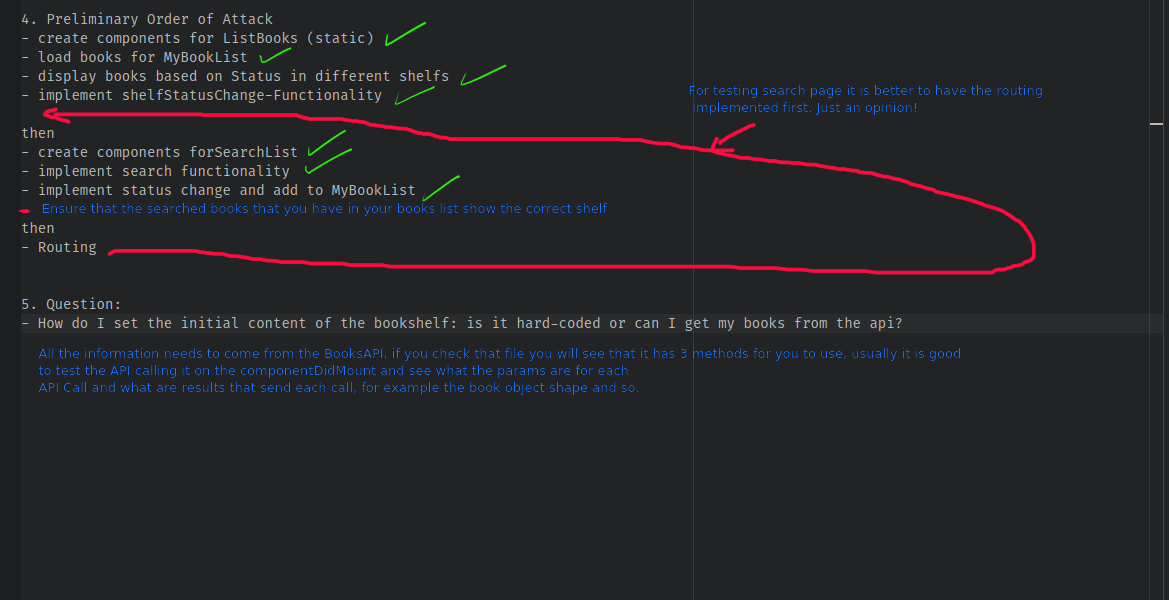 4. Preliminary Order of Attack
- create components for ListBooks (static)
- load books for MyBookList
- display books based on Status in different shelfs
- implement shelfStatusChange-Functionality
For testing search page it is better to have the routing
implemented first. Just an opinion!
then
- create components forSearchList
- implement search functionality
- implement status change and add to MyBookList
- Ensure that the searched books that you have in your books list show the correct shelf
then
- Routing
5. Question:
- How do I set the initial content of the bookshelf: is it hard-coded or can I get my books from the api?
All the information needs to come from the BooksAPI. if you check that file you will see that it has 3 methods for you to use, usually it is good
to test the API calling it on the componentDidMount and see what the params are for each
API Call and what are results that send each call, for example the book object shape and so.